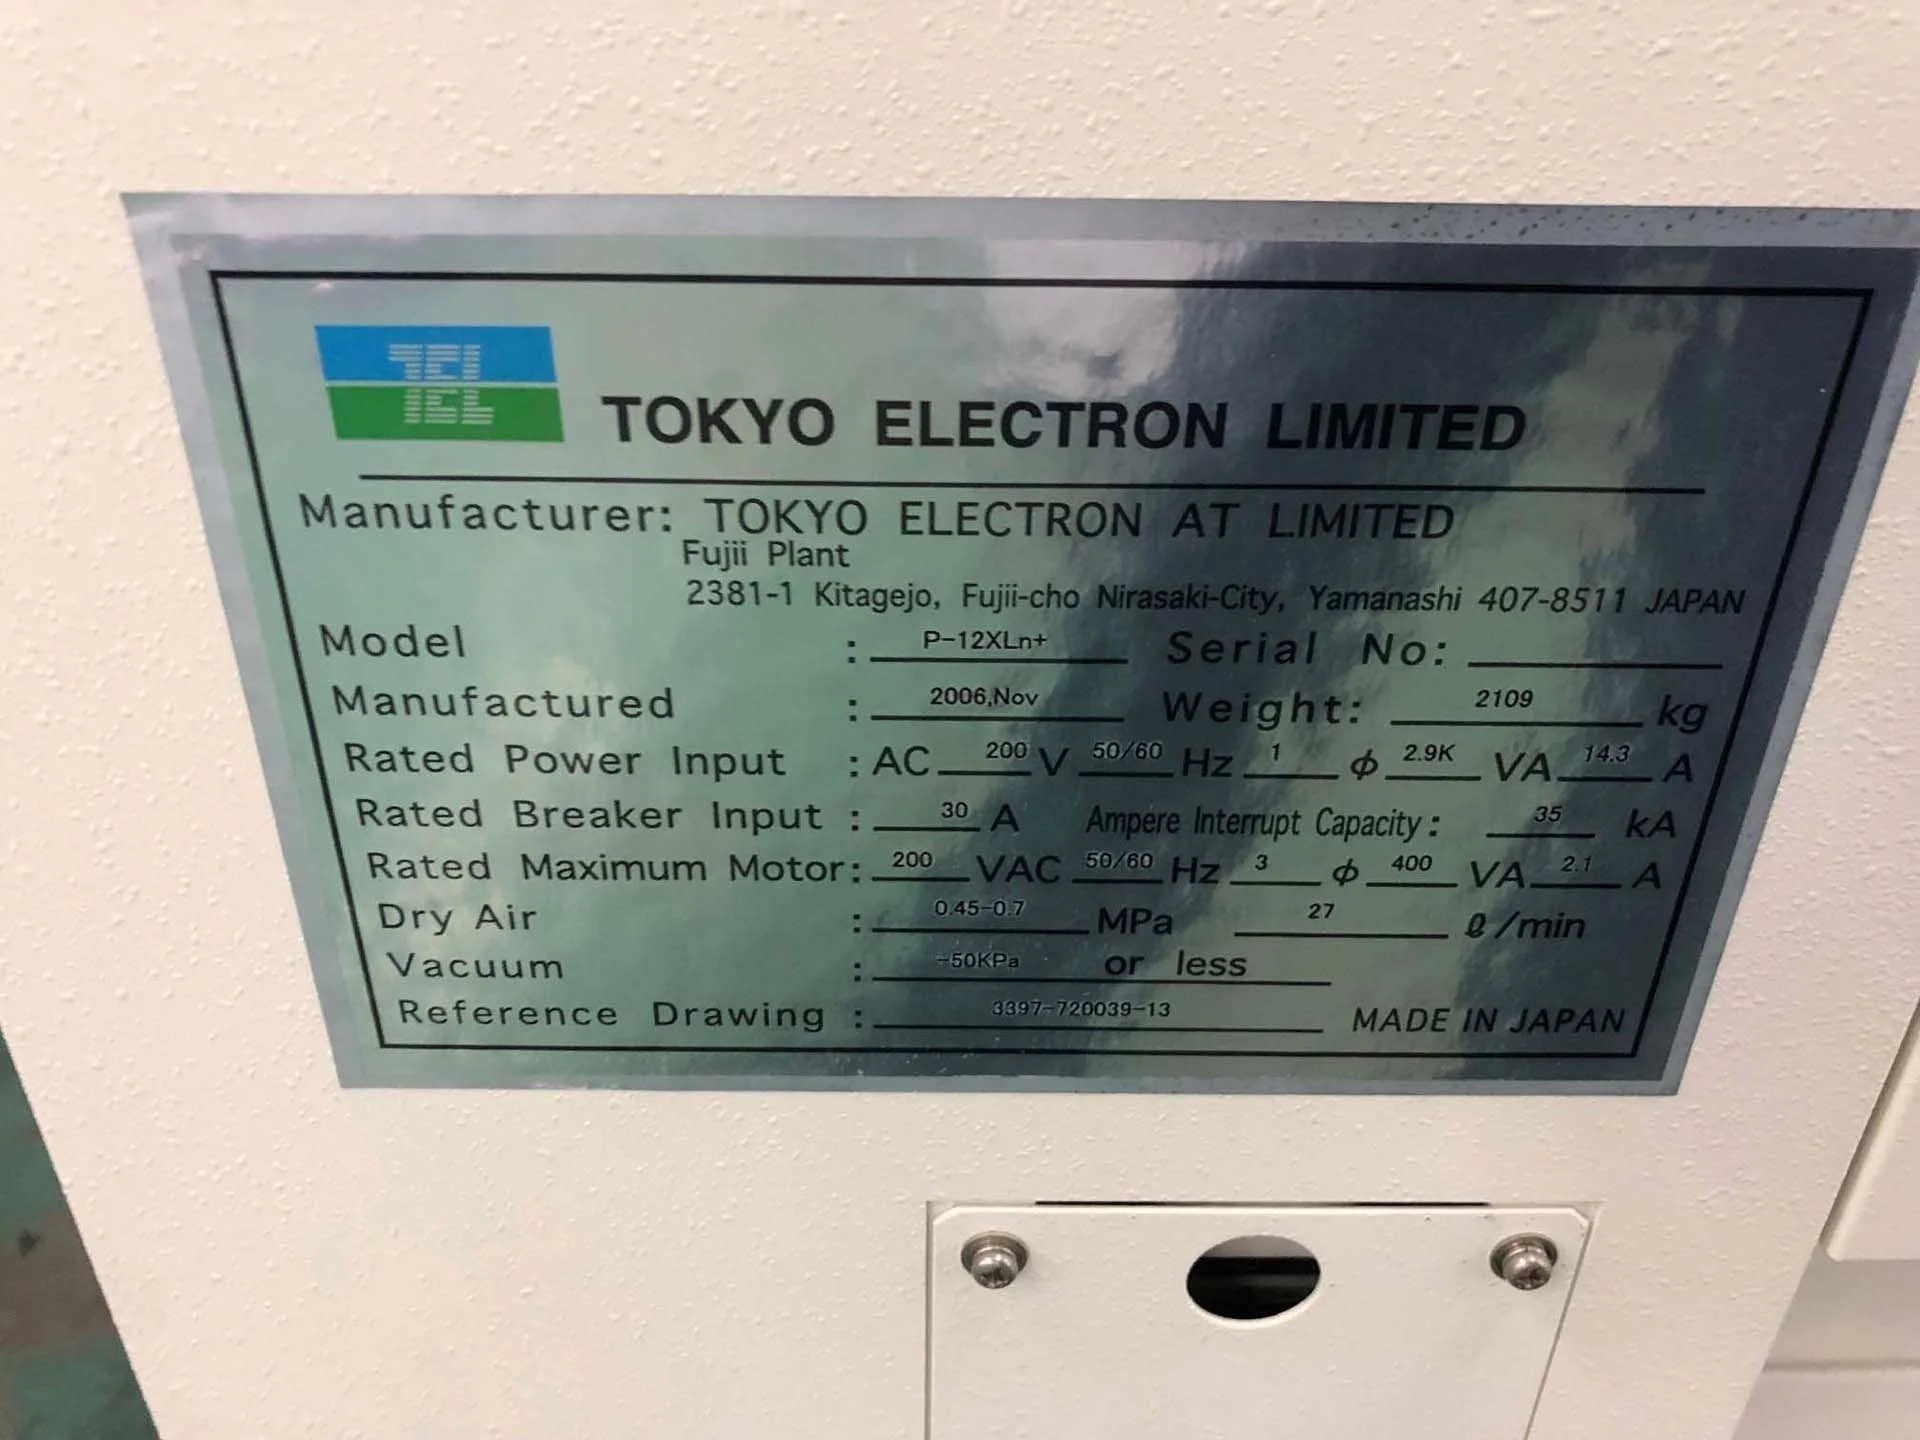 TEL
TEL
TOKYO ELECTRON LIMITED
Manufacturer: TOKYO ELECTRON AT LIMITED
Fujii Plant
2381-1 Kitagejo, Fujii-cho Nirasaki-City, Yamanashi 407-8511 JAPAN
Model : P-12XLn+ Serial No:
Manufactured : 2006,Nov Weight: 2109 kg
Rated Power Input : AC 200 V 50/60 Hz 1 ϕ 2.9K VA 14.3 A
Rated Breaker Input : 30 A Ampere Interrupt Capacity : 35 kA
Rated Maximum Motor: 200 VAC 50/60 Hz 3 ϕ 400 VA 2.1 A
Dry Air : 0.45-0.7 MPa 27 ℓ/min
Vacuum : -50KPa or less
Reference Drawing : 3397-720039-13 MADE IN JAPAN